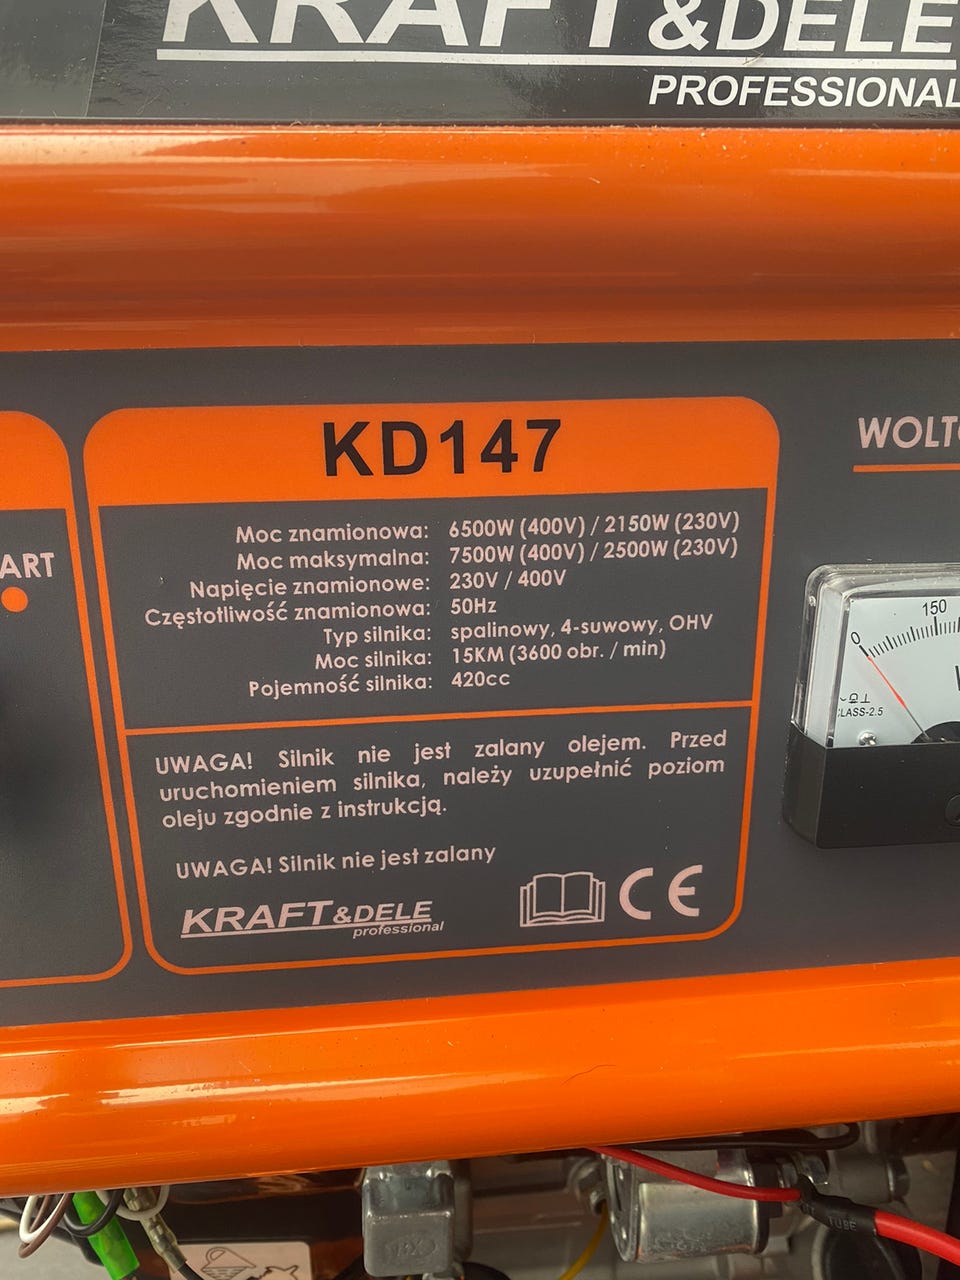 KRAFT&DELE
PROFESSIONAL
KD147
WOLT
ART
Moc znamionowa: 6500W (400V) / 2150W (230V)
Moc maksymalna: 7500W (400V) / 2500W (230V)
Napięcie znamionowe: 230V / 400V
Częstotliwość znamionowa: 50Hz
Typ silnika: spalinowy, 4-suwowy, OHV
Moc silnika: 15KM (3600 obr. / min)
Pojemność silnika: 420cc
0 150
CLASS-2.5
UWAGA! Silnik nie jest zalany olejem. Przed
uruchomieniem silnika, należy uzupełnić poziom
oleju zgodnie z instrukcją.
UWAGA! Silnik nie jest zalany
KRAFT&DELE
professional
CE
TUBE